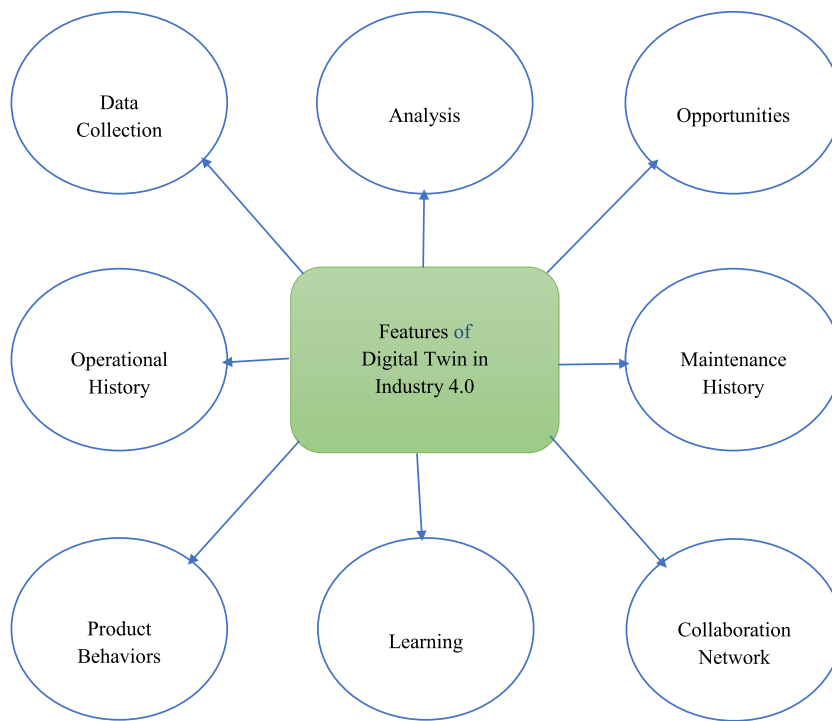 Data
Collection
Analysis
Opportunities
Operational
History
Features of
Digital Twin in
Industry 4.0
Maintenance
History
Product
Behaviors
Learning
Collaboration
Network